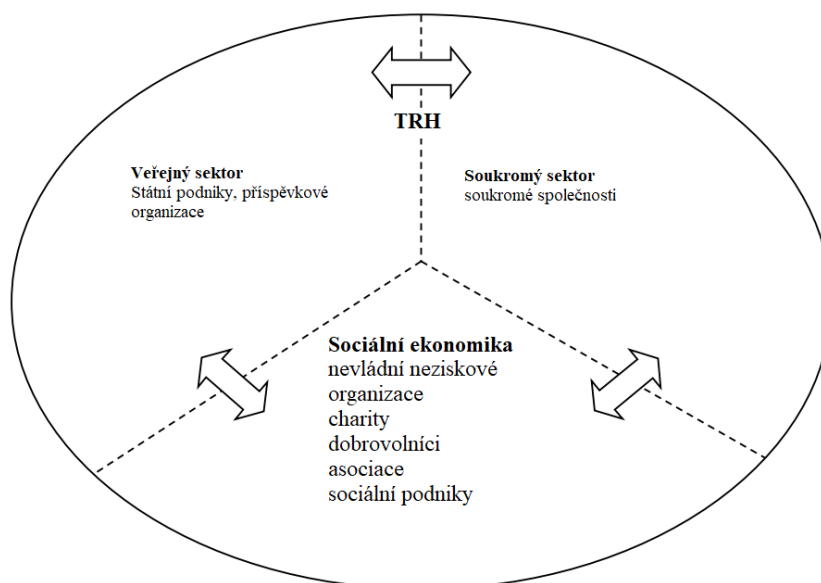 TRH
Veřejný sektor
Státní podniky, příspěvkové
organizace
Soukromý sektor
soukromé společnosti
Sociální ekonomika
nevládní neziskové
organizace
charity
dobrovolníci
asociace
sociální podniky